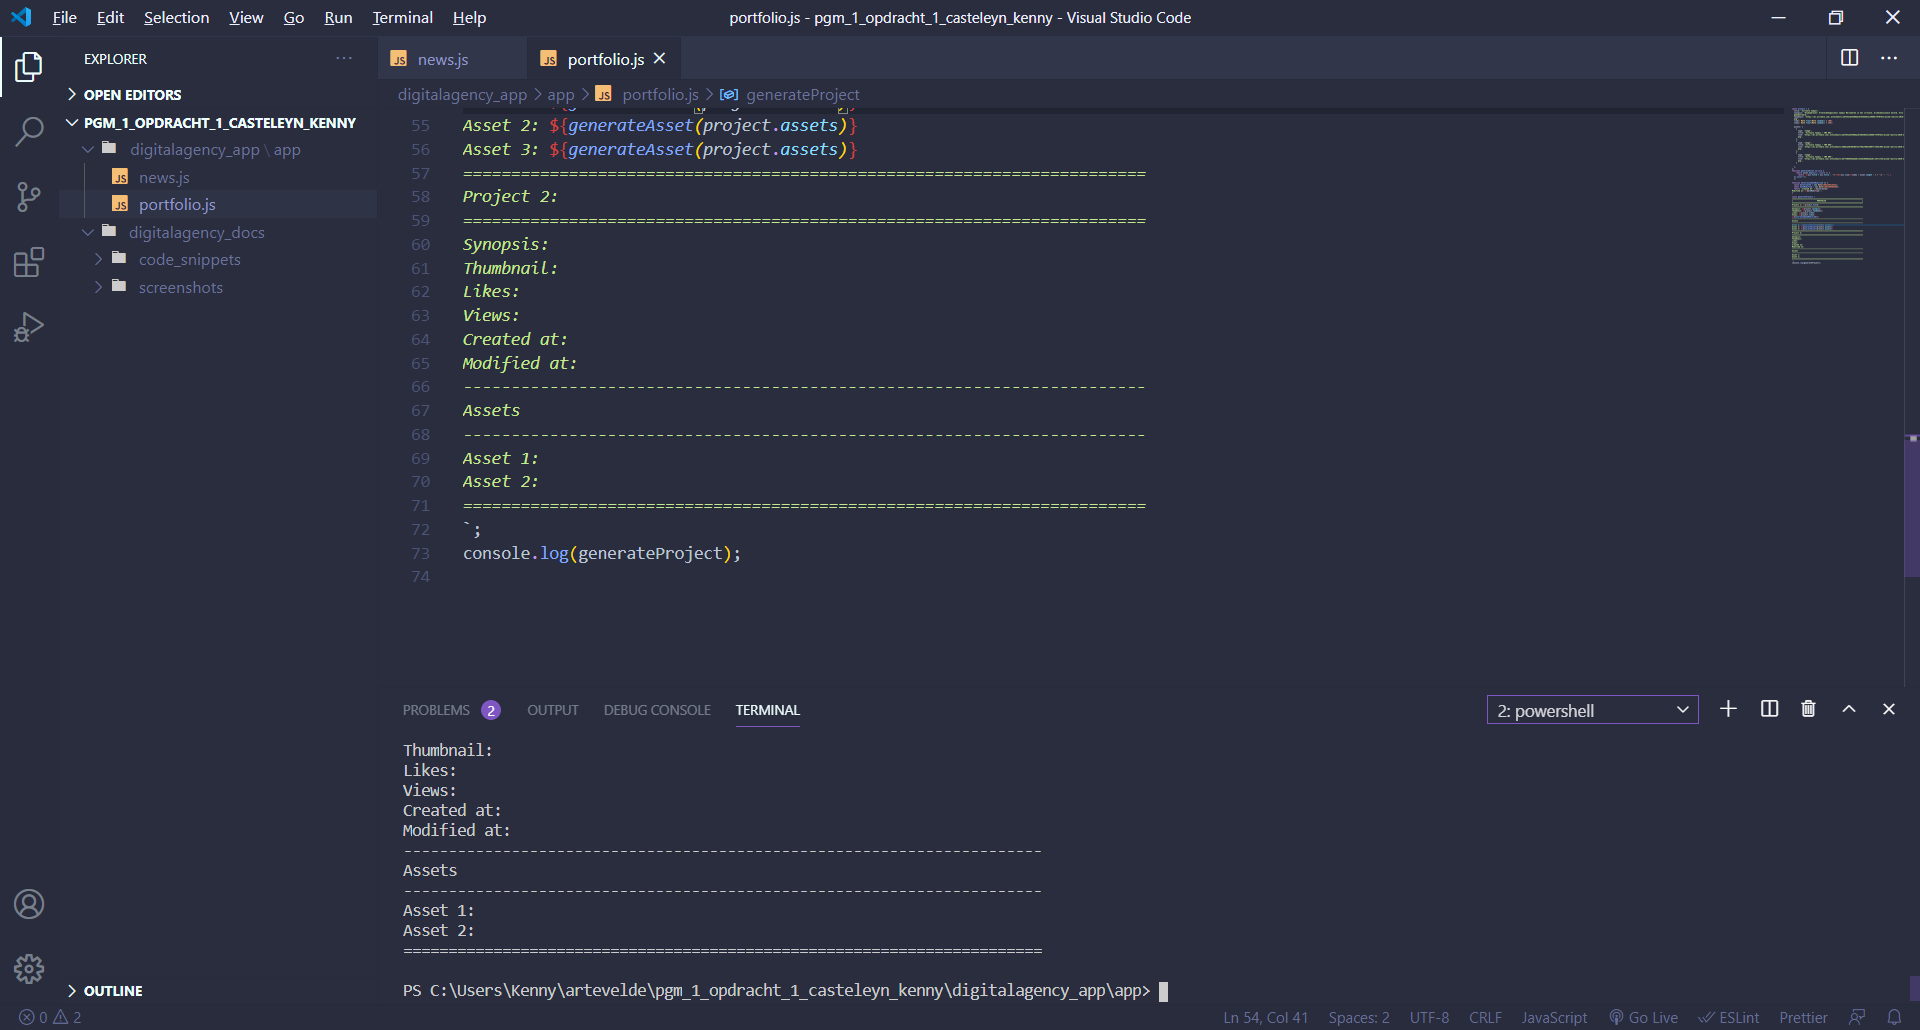 File Edit Selection View Go Run Terminal Help
portfolio.js - pgm_1_opdracht_1_casteleyn_kenny - Visual Studio Code
EXPLORER
OPEN EDITORS
PGM_1_OPDRACHT_1_CASTELEYN_KENNY
digitalagency_app \ app
JS news.js
JS portfolio.js
digitalagency_docs
code_snippets
screenshots
OUTLINE
JS news.js
JS portfolio.js
digitalagency_app > app > JS portfolio.js > generateProject
55 Asset 2: ${generateAsset(project.assets)}
56 Asset 3: ${generateAsset(project.assets)}
57 =======================================================================
58 Project 2:
59 =======================================================================
60 Synopsis:
61 Thumbnail:
62 Likes:
63 Views:
64 Created at:
65 Modified at:
66 -----------------------------------------------------------------------
67 Assets
68 -----------------------------------------------------------------------
69 Asset 1:
70 Asset 2:
71 =======================================================================
72 `;
73 console.log(generateProject);
74
PROBLEMS 2 OUTPUT DEBUG CONSOLE TERMINAL
2: powershell
Thumbnail:
Likes:
Views:
Created at:
Modified at:
-----------------------------------------------------------------------
Assets
-----------------------------------------------------------------------
Asset 1:
Asset 2:
=======================================================================
PS C:\Users\Kenny\artevelde\pgm_1_opdracht_1_casteleyn_kenny\digitalagency_app\app>
0 2
Ln 54, Col 41 Spaces: 2 UTF-8 CRLF JavaScript Go Live ESLint Prettier